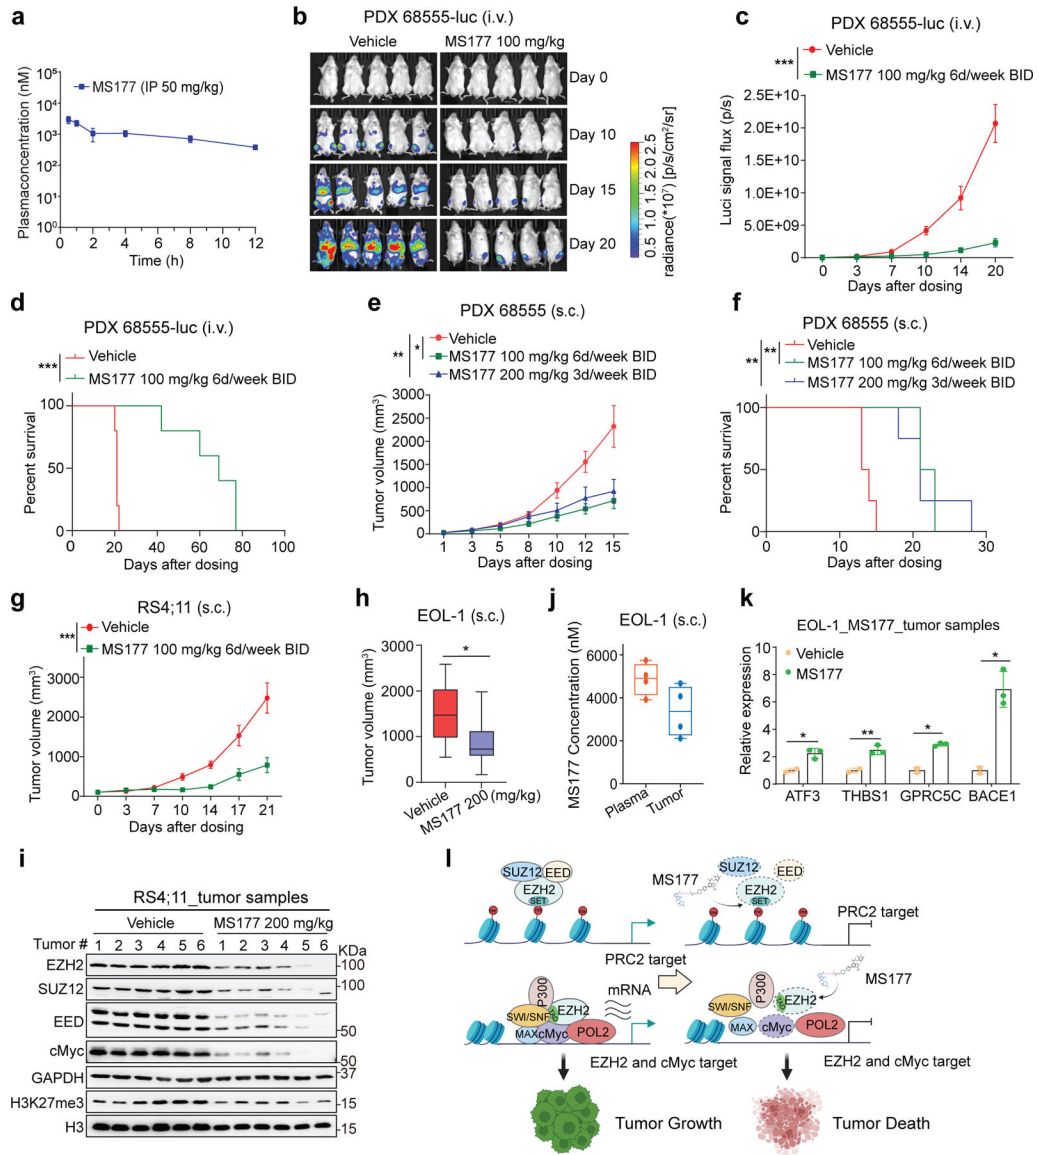 a
Plasmaconcentration (nM)
10⁵
10⁴
10³
10²
10¹
10⁰
MS177 (IP 50 mg/kg)
0 2 4 6 8 10 12
Time (h)
b
PDX 68555-luc (i.v.)
Vehicle MS177 100 mg/kg
Day 0
Day 10
Day 15
Day 20
0.5 1.0 1.5 2.0 2.5
radiance(*10⁷) [p/s/cm²/sr]
c
PDX 68555-luc (i.v.)
***
Vehicle
MS177 100 mg/kg 6d/week BID
Luci signal flux (p/s)
2.5E+10
2.0E+10
1.5E+10
1.0E+10
5.0E+09
0
0 3 7 10 14 20
Days after dosing
d
PDX 68555-luc (i.v.)
***
Vehicle
MS177 100 mg/kg 6d/week BID
Percent survival
100
50
0
0 20 40 60 80 100
Days after dosing
e
PDX 68555 (s.c.)
** *
Vehicle
MS177 100 mg/kg 6d/week BID
MS177 200 mg/kg 3d/week BID
Tumor volume (mm³)
3000
2500
2000
1500
1000
500
0
1 3 5 8 10 12 15
Days after dosing
f
PDX 68555 (s.c.)
** **
Vehicle
MS177 100 mg/kg 6d/week BID
MS177 200 mg/kg 3d/week BID
Percent survival
100
50
0
0 10 20 30
Days after dosing
g
RS4;11 (s.c.)
***
Vehicle
MS177 100 mg/kg 6d/week BID
Tumor volume (mm³)
3000
2000
1000
0
0 3 7 10 14 17 21
Days after dosing
h
EOL-1 (s.c.)
*
Tumor volume (mm³)
3000
2000
1000
0
Vehicle
MS177 200 (mg/kg)
j
EOL-1 (s.c.)
MS177 Concentration (nM)
6000
4000
2000
0
Plasma
Tumor
k
EOL-1_MS177_tumor samples
Vehicle
MS177
Relative expression
10
8
6
4
2
0
* ** * *
ATF3 THBS1 GPRC5C BACE1
i
RS4;11_tumor samples
Vehicle MS177 200 mg/kg
Tumor # 1 2 3 4 5 6 1 2 3 4 5 6 KDa
EZH2 100
SUZ12 100
EED 50
cMyc 50
GAPDH 37
H3K27me3 15
H3 15
l
SUZ12 EED
EZH2
SET
PRC2 target
MS177
SUZ12 EED
EZH2
SET
PRC2 target
P300
SWI/SNF
EZH2
MAX cMyc POL2
mRNA
EZH2 and cMyc target
MS177
P300
SWI/SNF
EZH2
MAX cMyc POL2
EZH2 and cMyc target
Tumor Growth
Tumor Death